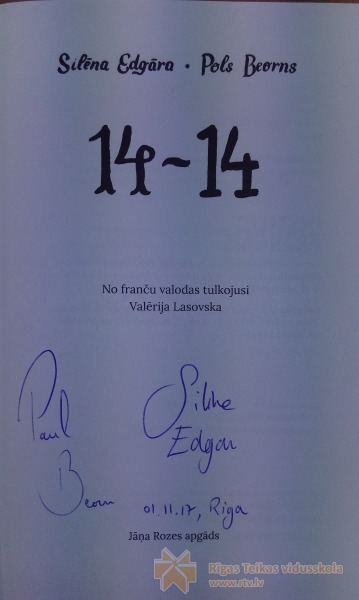 Silēna Edgāra • Pols Beorns
14~14
No franču valodas tulkojusi
Valērija Lasovska
Paul
Beorn
Silène
Edgar
01.11.17, Riga
Jāņa Rozes apgāds
Rīgas Teikas vidusskola
www.rtv.lv